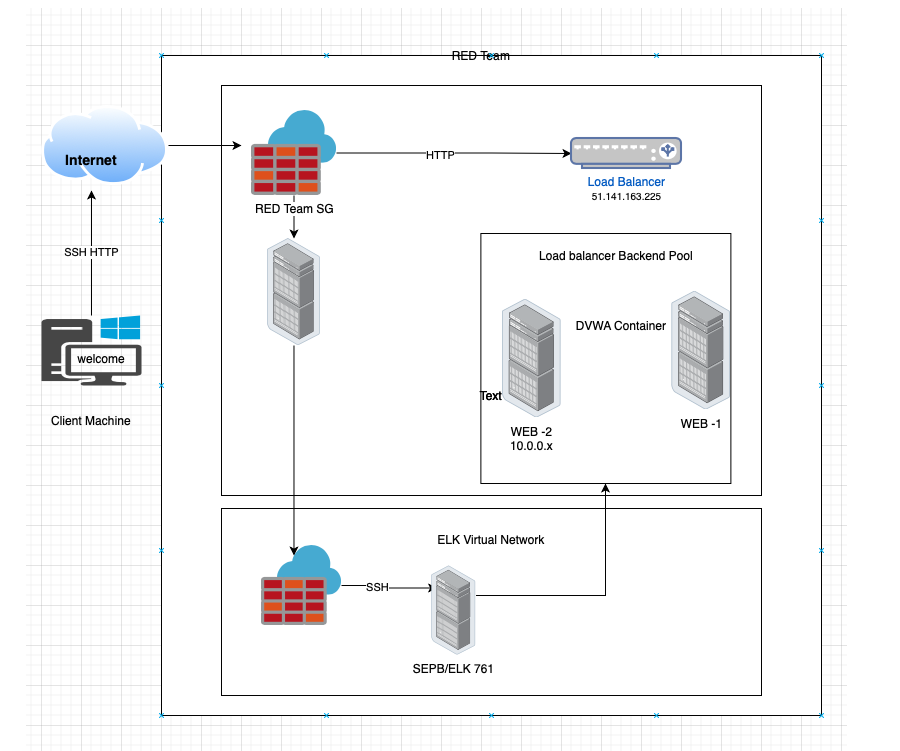 RED Team
Internet
SSH HTTP
welcome
Client Machine
RED Team SG
HTTP
Load Balancer
51.141.163.225
Load balancer Backend Pool
DVWA Container
Text
WEB -2
10.0.0.x
WEB -1
ELK Virtual Network
SSH
SEPB/ELK 761